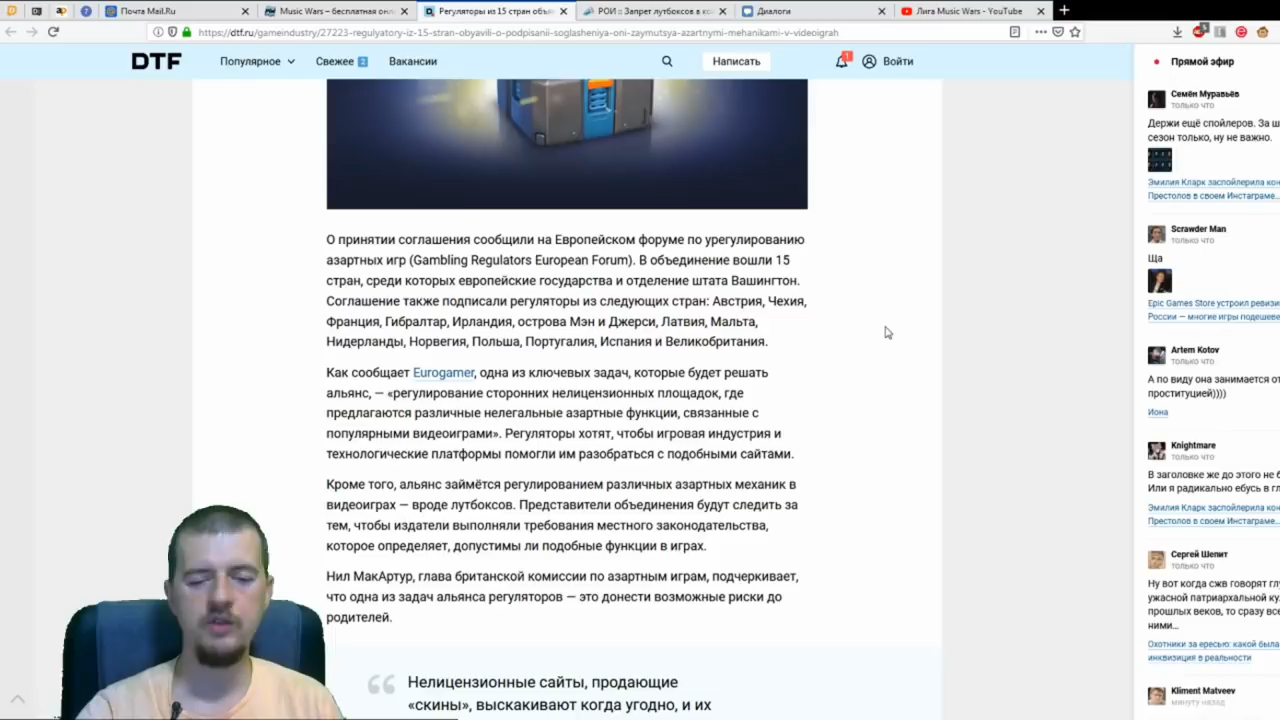 Почта Mail.Ru
Music Wars – бесплатная онла
Регуляторы из 15 стран объя
РОИ :: Запрет лутбоксов в ко
Диалоги
Лига Music Wars - YouTube
https://dtf.ru/gameindustry/27223-regulyatory-iz-15-stran-obyavili-o-podpisanii-soglasheniya-oni-zaymutsya-azartnymi-mehanikami-v-videoigrah
DTF
Популярное
Свежее 2
Вакансии
Написать
1
Войти
Прямой эфир
О принятии соглашения сообщили на Европейском форуме по урегулированию
азартных игр (Gambling Regulators European Forum). В объединение вошли 15
стран, среди которых европейские государства и отделение штата Вашингтон.
Соглашение также подписали регуляторы из следующих стран: Австрия, Чехия,
Франция, Гибралтар, Ирландия, острова Мэн и Джерси, Латвия, Мальта,
Нидерланды, Норвегия, Польша, Португалия, Испания и Великобритания.
Как сообщает Eurogamer, одна из ключевых задач, которые будет решать
альянс, — «регулирование сторонних нелицензионных площадок, где
предлагаются различные нелегальные азартные функции, связанные с
популярными видеоиграми». Регуляторы хотят, чтобы игровая индустрия и
технологические платформы помогли им разобраться с подобными сайтами.
Кроме того, альянс займётся регулированием различных азартных механик в
видеоиграх — вроде лутбоксов. Представители объединения будут следить за
тем, чтобы издатели выполняли требования местного законодательства,
которое определяет, допустимы ли подобные функции в играх.
Нил МакАртур, глава британской комиссии по азартным играм, подчеркивает,
что одна из задач альянса регуляторов — это донести возможные риски до
родителей.
Нелицензионные сайты, продающие
«скины», выскакивают когда угодно, и их
Семён Муравьёв
только что
Держи ещё спойлеров. За ш
сезон только, ну не важно.
Эмилия Кларк заспойлерила кон
Престолов в своем Инстаграме...
Scrawder Man
только что
Ща
Epic Games Store устроил ревизи
России — многие игры подешеве
Artem Kotov
только что
А по виду она занимается от
проституцией))))
Иона
Knightmare
только что
В заголовке же до этого не б
Или я радикально ебусь в гл
Эмилия Кларк заспойлерила кон
Престолов в своем Инстаграме...
Сергей Шепит
только что
Ну вот когда сжв говорят глу
ужасной патриархальной ку
прошлых веков, то сразу все
ними...
Охотники за ересью: какой была
инквизиция в реальности
Kliment Matveev
минуту назад